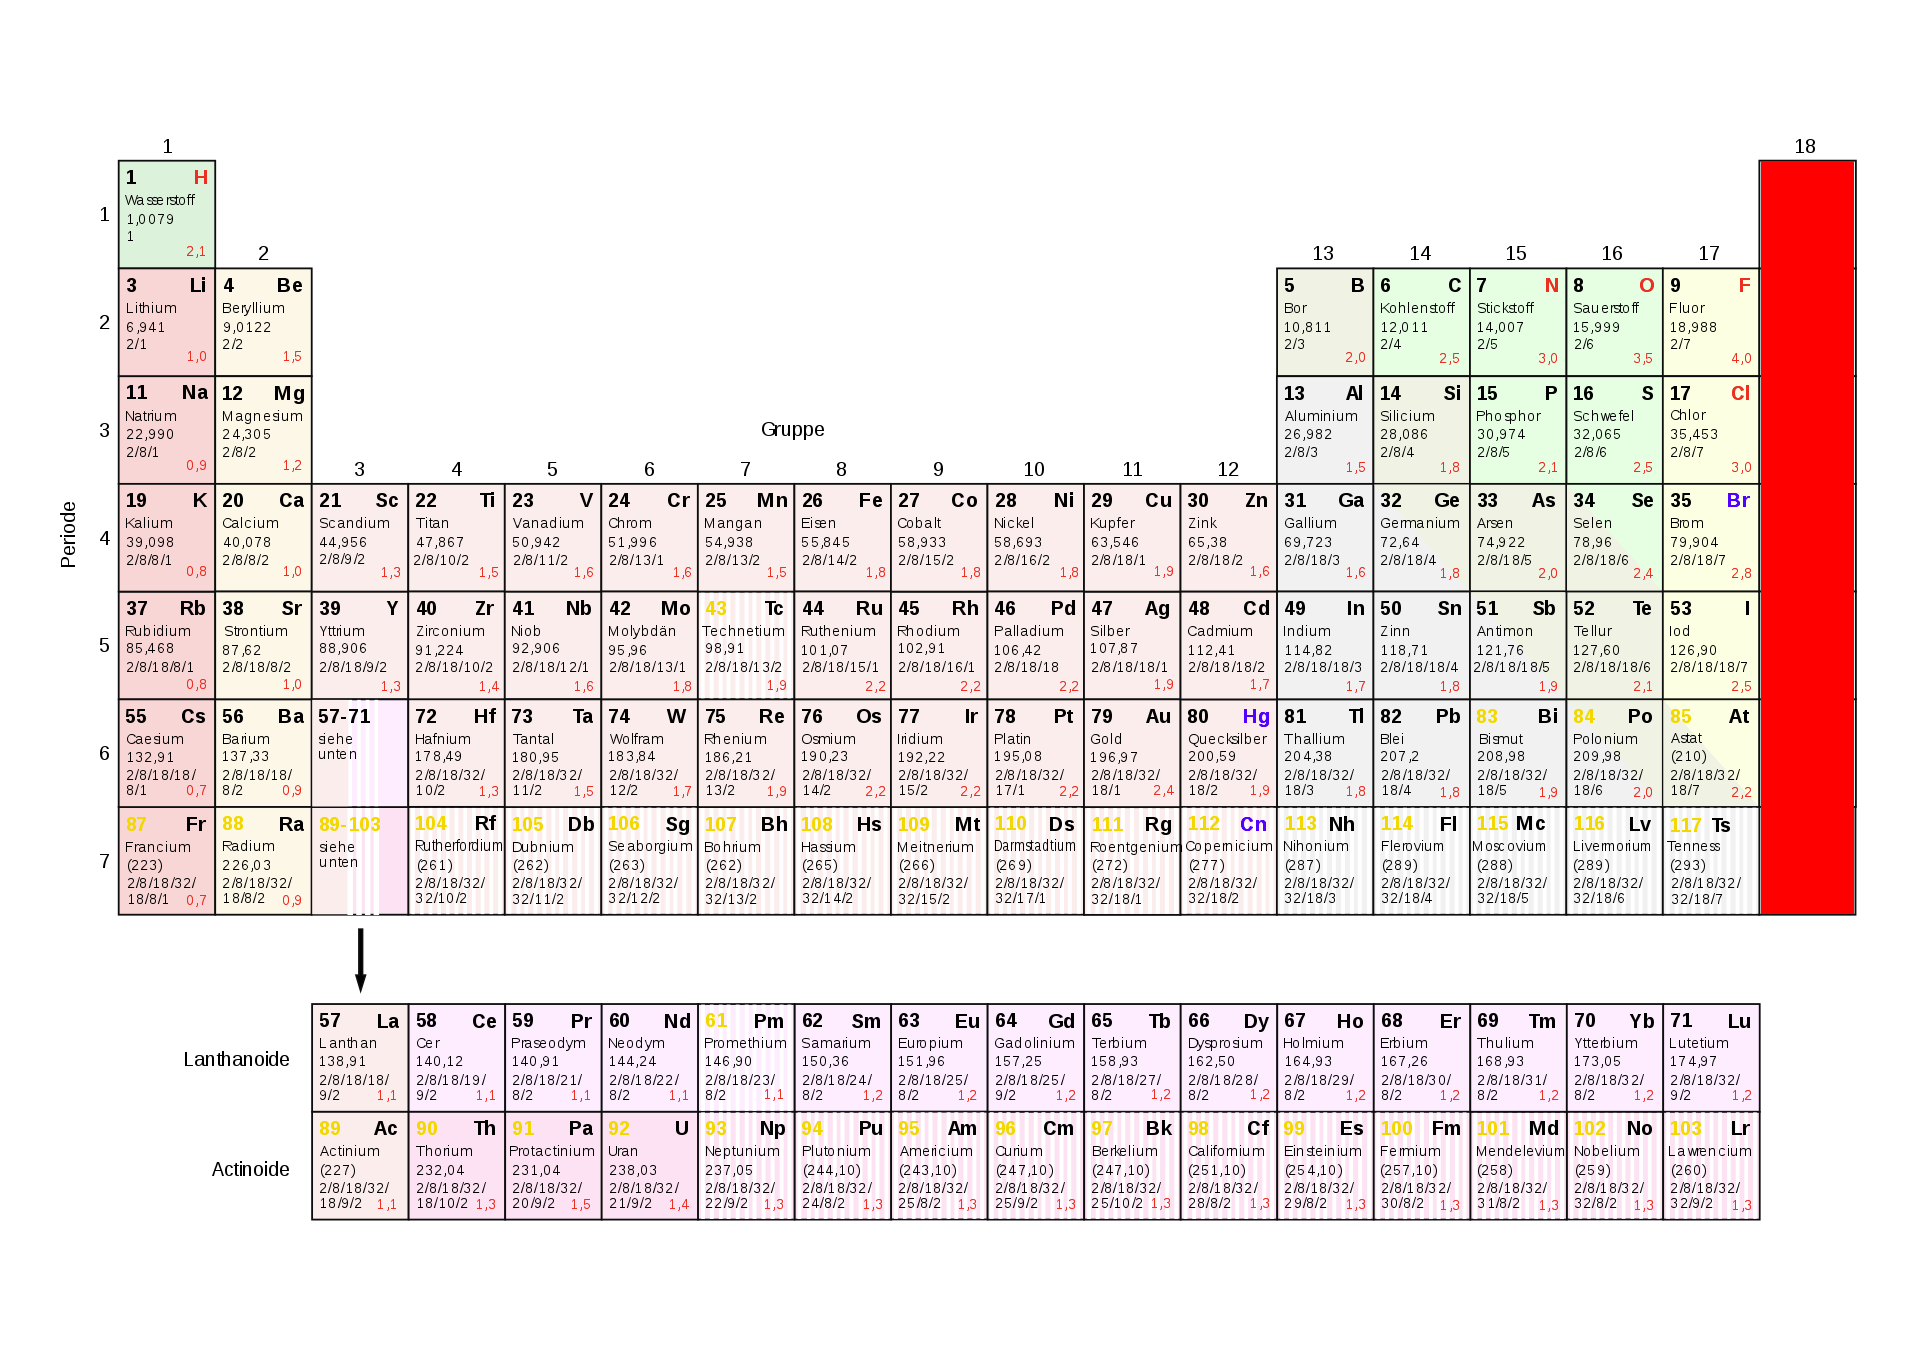 1 18
1 H
Wasserstoff
1,0079
1
2,1
1
2 13 14 15 16 17
3 Li
Lithium
6,941
2/1
1,0
4 Be
Beryllium
9,0122
2/2
1,5
5 B
Bor
10,811
2/3
2,0
6 C
Kohlenstoff
12,011
2/4
2,5
7 N
Stickstoff
14,007
2/5
3,0
8 O
Sauerstoff
15,999
2/6
3,5
9 F
Fluor
18,988
2/7
4,0
2
11 Na
Natrium
22,990
2/8/1
0,9
12 Mg
Magnesium
24,305
2/8/2
1,2
13 Al
Aluminium
26,982
2/8/3
1,5
14 Si
Silicium
28,086
2/8/4
1,8
15 P
Phosphor
30,974
2/8/5
2,1
16 S
Schwefel
32,065
2/8/6
2,5
17 Cl
Chlor
35,453
2/8/7
3,0
3
Gruppe
3 4 5 6 7 8 9 10 11 12
Periode
4
19 K
Kalium
39,098
2/8/8/1
0,8
20 Ca
Calcium
40,078
2/8/8/2
1,0
21 Sc
Scandium
44,956
2/8/9/2
1,3
22 Ti
Titan
47,867
2/8/10/2
1,5
23 V
Vanadium
50,942
2/8/11/2
1,6
24 Cr
Chrom
51,996
2/8/13/1
1,6
25 Mn
Mangan
54,938
2/8/13/2
1,5
26 Fe
Eisen
55,845
2/8/14/2
1,8
27 Co
Cobalt
58,933
2/8/15/2
1,8
28 Ni
Nickel
58,693
2/8/16/2
1,8
29 Cu
Kupfer
63,546
2/8/18/1
1,9
30 Zn
Zink
65,38
2/8/18/2
1,6
31 Ga
Gallium
69,723
2/8/18/3
1,6
32 Ge
Germanium
72,64
2/8/18/4
1,8
33 As
Arsen
74,922
2/8/18/5
2,0
34 Se
Selen
78,96
2/8/18/6
2,4
35 Br
Brom
79,904
2/8/18/7
2,8
5
37 Rb
Rubidium
85,468
2/8/18/8/1
0,8
38 Sr
Strontium
87,62
2/8/18/8/2
1,0
39 Y
Yttrium
88,906
2/8/18/9/2
1,3
40 Zr
Zirconium
91,224
2/8/18/10/2
1,4
41 Nb
Niob
92,906
2/8/18/12/1
1,6
42 Mo
Molybdän
95,96
2/8/18/13/1
1,8
43 Tc
Technetium
98,91
2/8/18/13/2
1,9
44 Ru
Ruthenium
101,07
2/8/18/15/1
2,2
45 Rh
Rhodium
102,91
2/8/18/16/1
2,2
46 Pd
Palladium
106,42
2/8/18/18
2,2
47 Ag
Silber
107,87
2/8/18/18/1
1,9
48 Cd
Cadmium
112,41
2/8/18/18/2
1,7
49 In
Indium
114,82
2/8/18/18/3
1,7
50 Sn
Zinn
118,71
2/8/18/18/4
1,8
51 Sb
Antimon
121,76
2/8/18/18/5
1,9
52 Te
Tellur
127,60
2/8/18/18/6
2,1
53 I
Iod
126,90
2/8/18/18/7
2,5
6
55 Cs
Caesium
132,91
2/8/18/18/
8/1 0,7
56 Ba
Barium
137,33
2/8/18/18/
8/2 0,9
57-71
siehe
unten
72 Hf
Hafnium
178,49
2/8/18/32/
10/2 1,3
73 Ta
Tantal
180,95
2/8/18/32/
11/2 1,5
74 W
Wolfram
183,84
2/8/18/32/
12/2 1,7
75 Re
Rhenium
186,21
2/8/18/32/
13/2 1,9
76 Os
Osmium
190,23
2/8/18/32/
14/2 2,2
77 Ir
Iridium
192,22
2/8/18/32/
15/2 2,2
78 Pt
Platin
195,08
2/8/18/32/
17/1 2,2
79 Au
Gold
196,97
2/8/18/32/
18/1 2,4
80 Hg
Quecksilber
200,59
2/8/18/32/
18/2 1,9
81 Tl
Thallium
204,38
2/8/18/32/
18/3 1,8
82 Pb
Blei
207,2
2/8/18/32/
18/4 1,8
83 Bi
Bismut
208,98
2/8/18/32/
18/5 1,9
84 Po
Polonium
209,98
2/8/18/32/
18/6 2,0
85 At
Astat
(210)
2/8/18/32/
18/7 2,2
7
87 Fr
Francium
(223)
2/8/18/32/
18/8/1 0,7
88 Ra
Radium
226,03
2/8/18/32/
18/8/2 0,9
89-103
siehe
unten
104 Rf
Rutherfordium
(261)
2/8/18/32/
32/10/2
105 Db
Dubnium
(262)
2/8/18/32/
32/11/2
106 Sg
Seaborgium
(263)
2/8/18/32/
32/12/2
107 Bh
Bohrium
(262)
2/8/18/32/
32/13/2
108 Hs
Hassium
(265)
2/8/18/32/
32/14/2
109 Mt
Meitnerium
(266)
2/8/18/32/
32/15/2
110 Ds
Darmstadtium
(269)
2/8/18/32/
32/17/1
111 Rg
Roentgenium
(272)
2/8/18/32/
32/18/1
112 Cn
Copernicium
(277)
2/8/18/32/
32/18/2
113 Nh
Nihonium
(287)
2/8/18/32/
32/18/3
114 Fl
Flerovium
(289)
2/8/18/32/
32/18/4
115 Mc
Moscovium
(288)
2/8/18/32/
32/18/5
116 Lv
Livermorium
(289)
2/8/18/32/
32/18/6
117 Ts
Tenness
(293)
2/8/18/32/
32/18/7
Lanthanoide
57 La
Lanthan
138,91
2/8/18/18/
9/2 1,1
58 Ce
Cer
140,12
2/8/18/19/
9/2 1,1
59 Pr
Praseodym
140,91
2/8/18/21/
8/2 1,1
60 Nd
Neodym
144,24
2/8/18/22/
8/2 1,1
61 Pm
Promethium
146,90
2/8/18/23/
8/2 1,1
62 Sm
Samarium
150,36
2/8/18/24/
8/2 1,2
63 Eu
Europium
151,96
2/8/18/25/
8/2 1,2
64 Gd
Gadolinium
157,25
2/8/18/25/
9/2 1,2
65 Tb
Terbium
158,93
2/8/18/27/
8/2 1,2
66 Dy
Dysprosium
162,50
2/8/18/28/
8/2 1,2
67 Ho
Holmium
164,93
2/8/18/29/
8/2 1,2
68 Er
Erbium
167,26
2/8/18/30/
8/2 1,2
69 Tm
Thulium
168,93
2/8/18/31/
8/2 1,2
70 Yb
Ytterbium
173,05
2/8/18/32/
8/2 1,2
71 Lu
Lutetium
174,97
2/8/18/32/
9/2 1,2
Actinoide
89 Ac
Actinium
(227)
2/8/18/32/
18/9/2 1,1
90 Th
Thorium
232,04
2/8/18/32/
18/10/2 1,3
91 Pa
Protactinium
231,04
2/8/18/32/
20/9/2 1,5
92 U
Uran
238,03
2/8/18/32/
21/9/2 1,4
93 Np
Neptunium
237,05
2/8/18/32/
22/9/2 1,3
94 Pu
Plutonium
(244,10)
2/8/18/32/
24/8/2 1,3
95 Am
Americium
(243,10)
2/8/18/32/
25/8/2 1,3
96 Cm
Curium
(247,10)
2/8/18/32/
25/9/2 1,3
97 Bk
Berkelium
(247,10)
2/8/18/32/
25/10/2 1,3
98 Cf
Californium
(251,10)
2/8/18/32/
28/8/2 1,3
99 Es
Einsteinium
(254,10)
2/8/18/32/
29/8/2 1,3
100 Fm
Fermium
(257,10)
2/8/18/32/
30/8/2 1,3
101 Md
Mendelevium
(258)
2/8/18/32/
31/8/2 1,3
102 No
Nobelium
(259)
2/8/18/32/
32/8/2 1,3
103 Lr
Lawrencium
(260)
2/8/18/32/
32/9/2 1,3